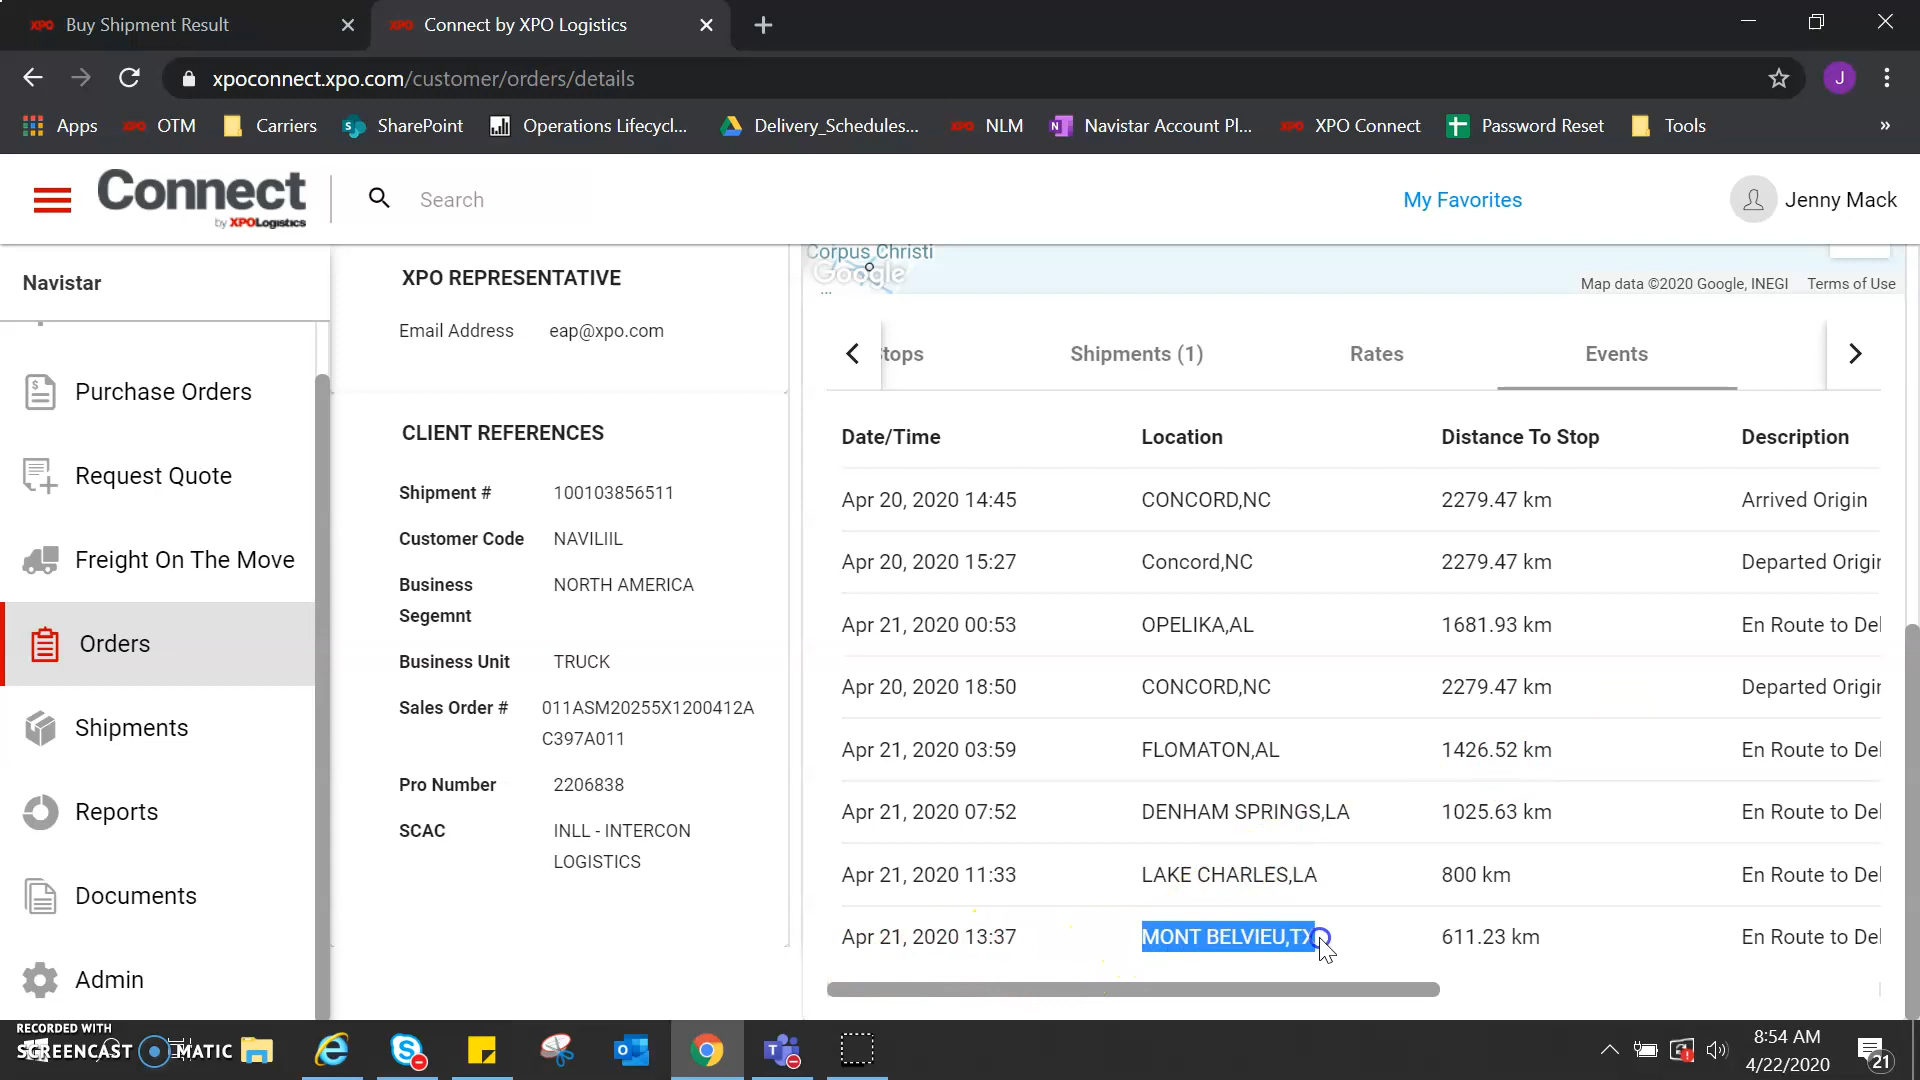 Buy Shipment Result
Connect by XPO Logistics
xpoconnect.xpo.com/customer/orders/details
J
Apps
OTM
Carriers
SharePoint
Operations Lifecycl...
Delivery_Schedules...
NLM
Navistar Account Pl...
XPO Connect
Password Reset
Tools
»
Connect
by XPOLogistics
Search
My Favorites
Jenny Mack
Navistar
Purchase Orders
Request Quote
Freight On The Move
Orders
Shipments
Reports
Documents
Admin
XPO REPRESENTATIVE
Email Address eap@xpo.com
CLIENT REFERENCES
Shipment # 100103856511
Customer Code NAVILIIL
Business Segemnt NORTH AMERICA
Business Unit TRUCK
Sales Order # 011ASM20255X1200412A
C397A011
Pro Number 2206838
SCAC INLL - INTERCON
LOGISTICS
Corpus Christi
Google
...
Map data ©2020 Google, INEGI Terms of Use
Stops Shipments (1) Rates Events
Date/Time Location Distance To Stop Description
Apr 20, 2020 14:45 CONCORD,NC 2279.47 km Arrived Origin
Apr 20, 2020 15:27 Concord,NC 2279.47 km Departed Origin
Apr 21, 2020 00:53 OPELIKA,AL 1681.93 km En Route to Del
Apr 20, 2020 18:50 CONCORD,NC 2279.47 km Departed Origin
Apr 21, 2020 03:59 FLOMATON,AL 1426.52 km En Route to Del
Apr 21, 2020 07:52 DENHAM SPRINGS,LA 1025.63 km En Route to Del
Apr 21, 2020 11:33 LAKE CHARLES,LA 800 km En Route to Del
Apr 21, 2020 13:37 MONT BELVIEU,TX 611.23 km En Route to Del
RECORDED WITH
SCREENCAST MATIC
8:54 AM
4/22/2020
21